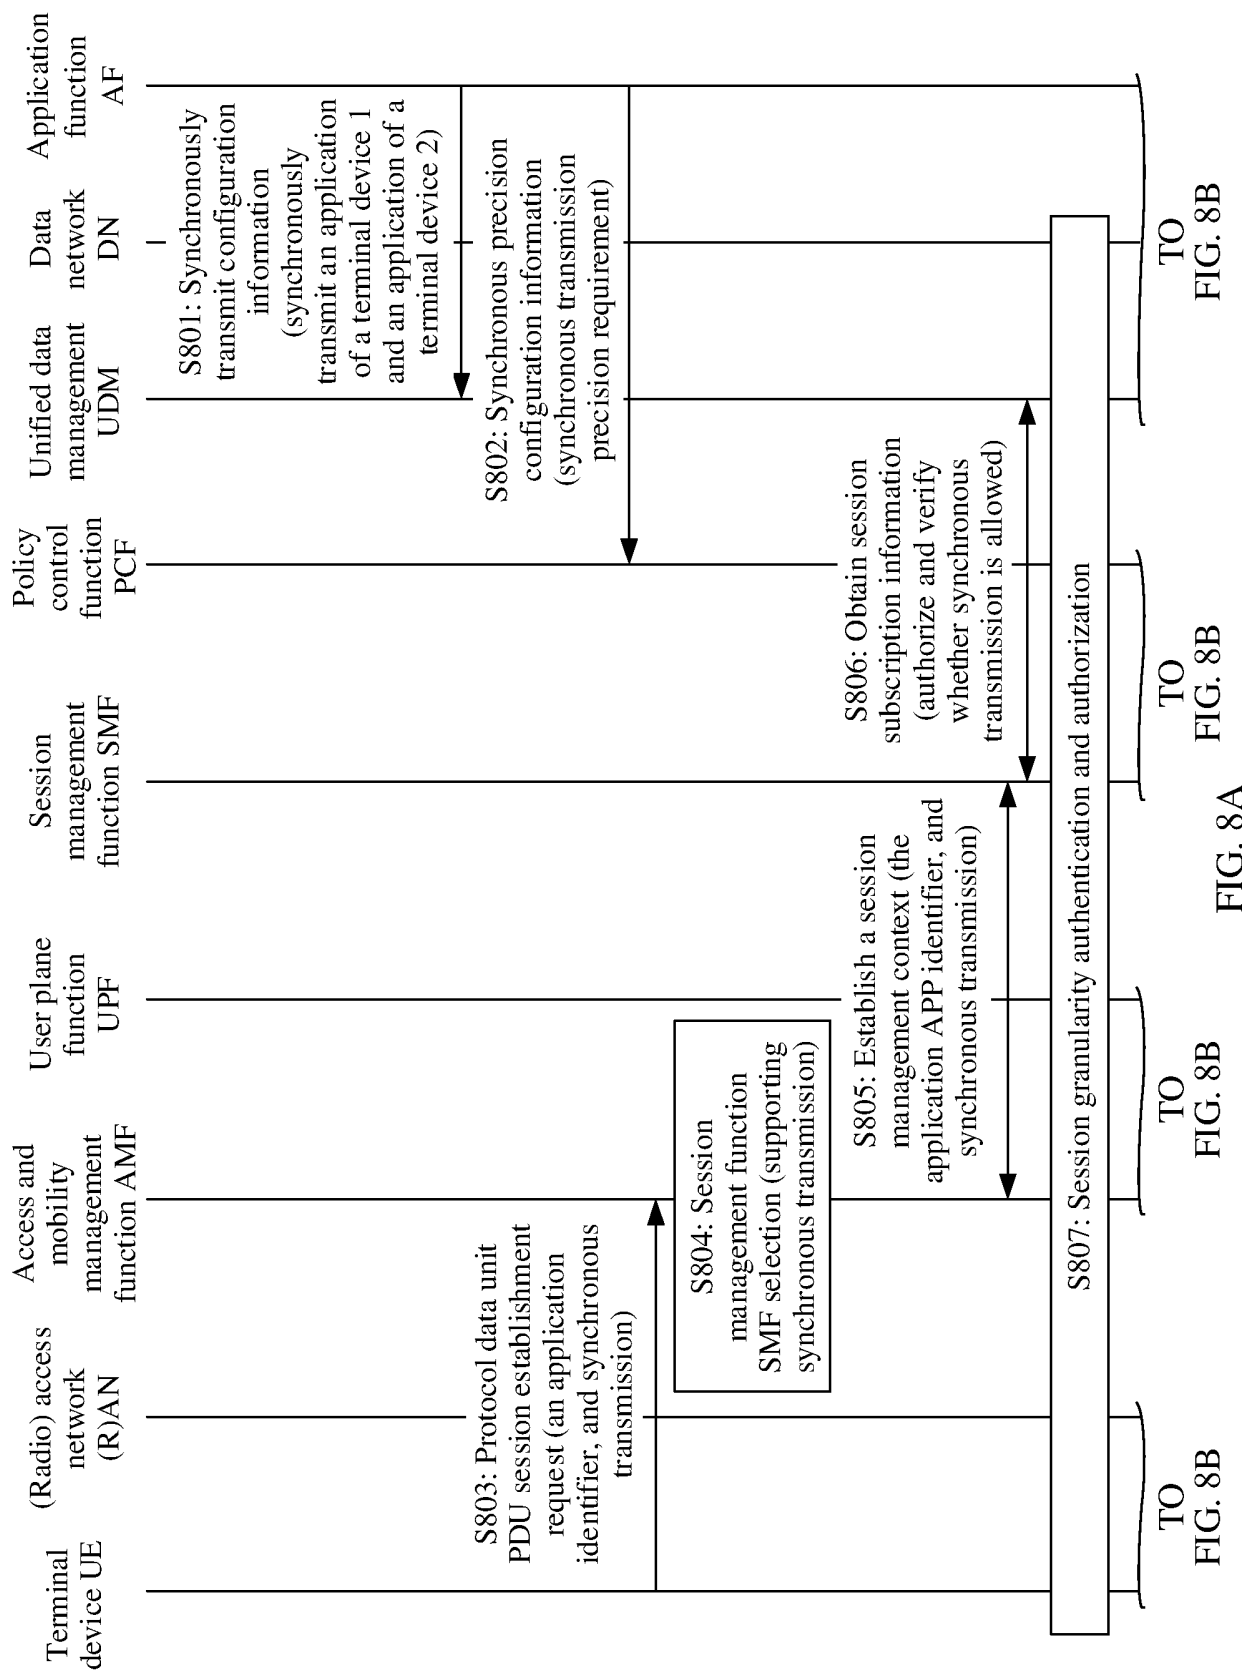 Terminal
device UE
(Radio) access
network
(R)AN
Access and
mobility
management
function AMF
User plane
function
UPF
Session
management
function SMF
Policy
control
function
PCF
Unified data
management
UDM
Data
network
DN
Application
function
AF
S801: Synchronously
transmit configuration
information
(synchronously
transmit an application
of a terminal device 1
and an application of a
terminal device 2)
S802: Synchronous precision
configuration information
(synchronous transmission
precision requirement)
S803: Protocol data unit
PDU session establishment
request (an application
identifier, and synchronous
transmission)
S804: Session
management function
SMF selection (supporting
synchronous transmission)
S805: Establish a session
management context (the
application APP identifier, and
synchronous transmission)
S806: Obtain session
subscription information
(authorize and verify
whether synchronous
transmission is allowed)
S807: Session granularity authentication and authorization
TO
FIG. 8B
TO
FIG. 8B
TO
FIG. 8B
TO
FIG. 8B
FIG. 8A